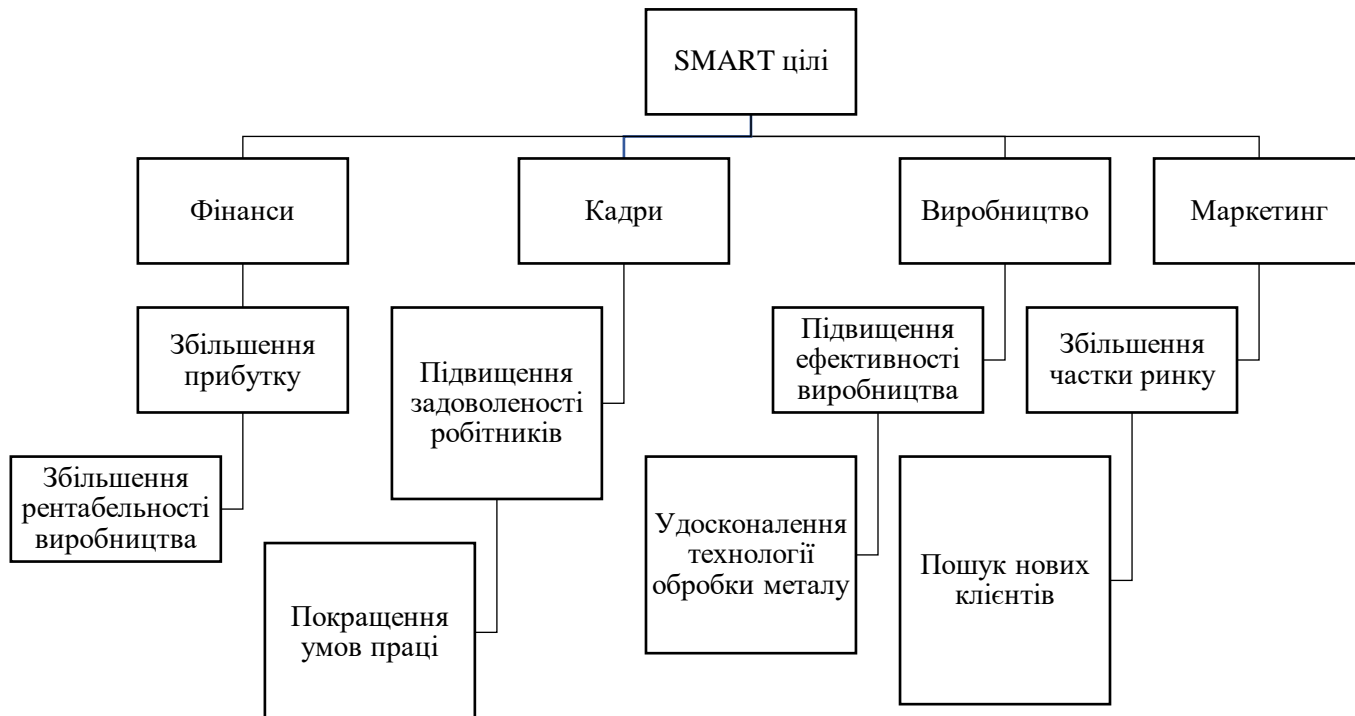 SMART цілі
Фінанси
Кадри
Виробництво
Маркетинг
Збільшення
прибутку
Підвищення
задоволеності
робітників
Підвищення
ефективності
виробництва
Збільшення
частки ринку
Збільшення
рентабельності
виробництва
Покращення
умов праці
Удосконалення
технології
обробки металу
Пошук нових
клієнтів